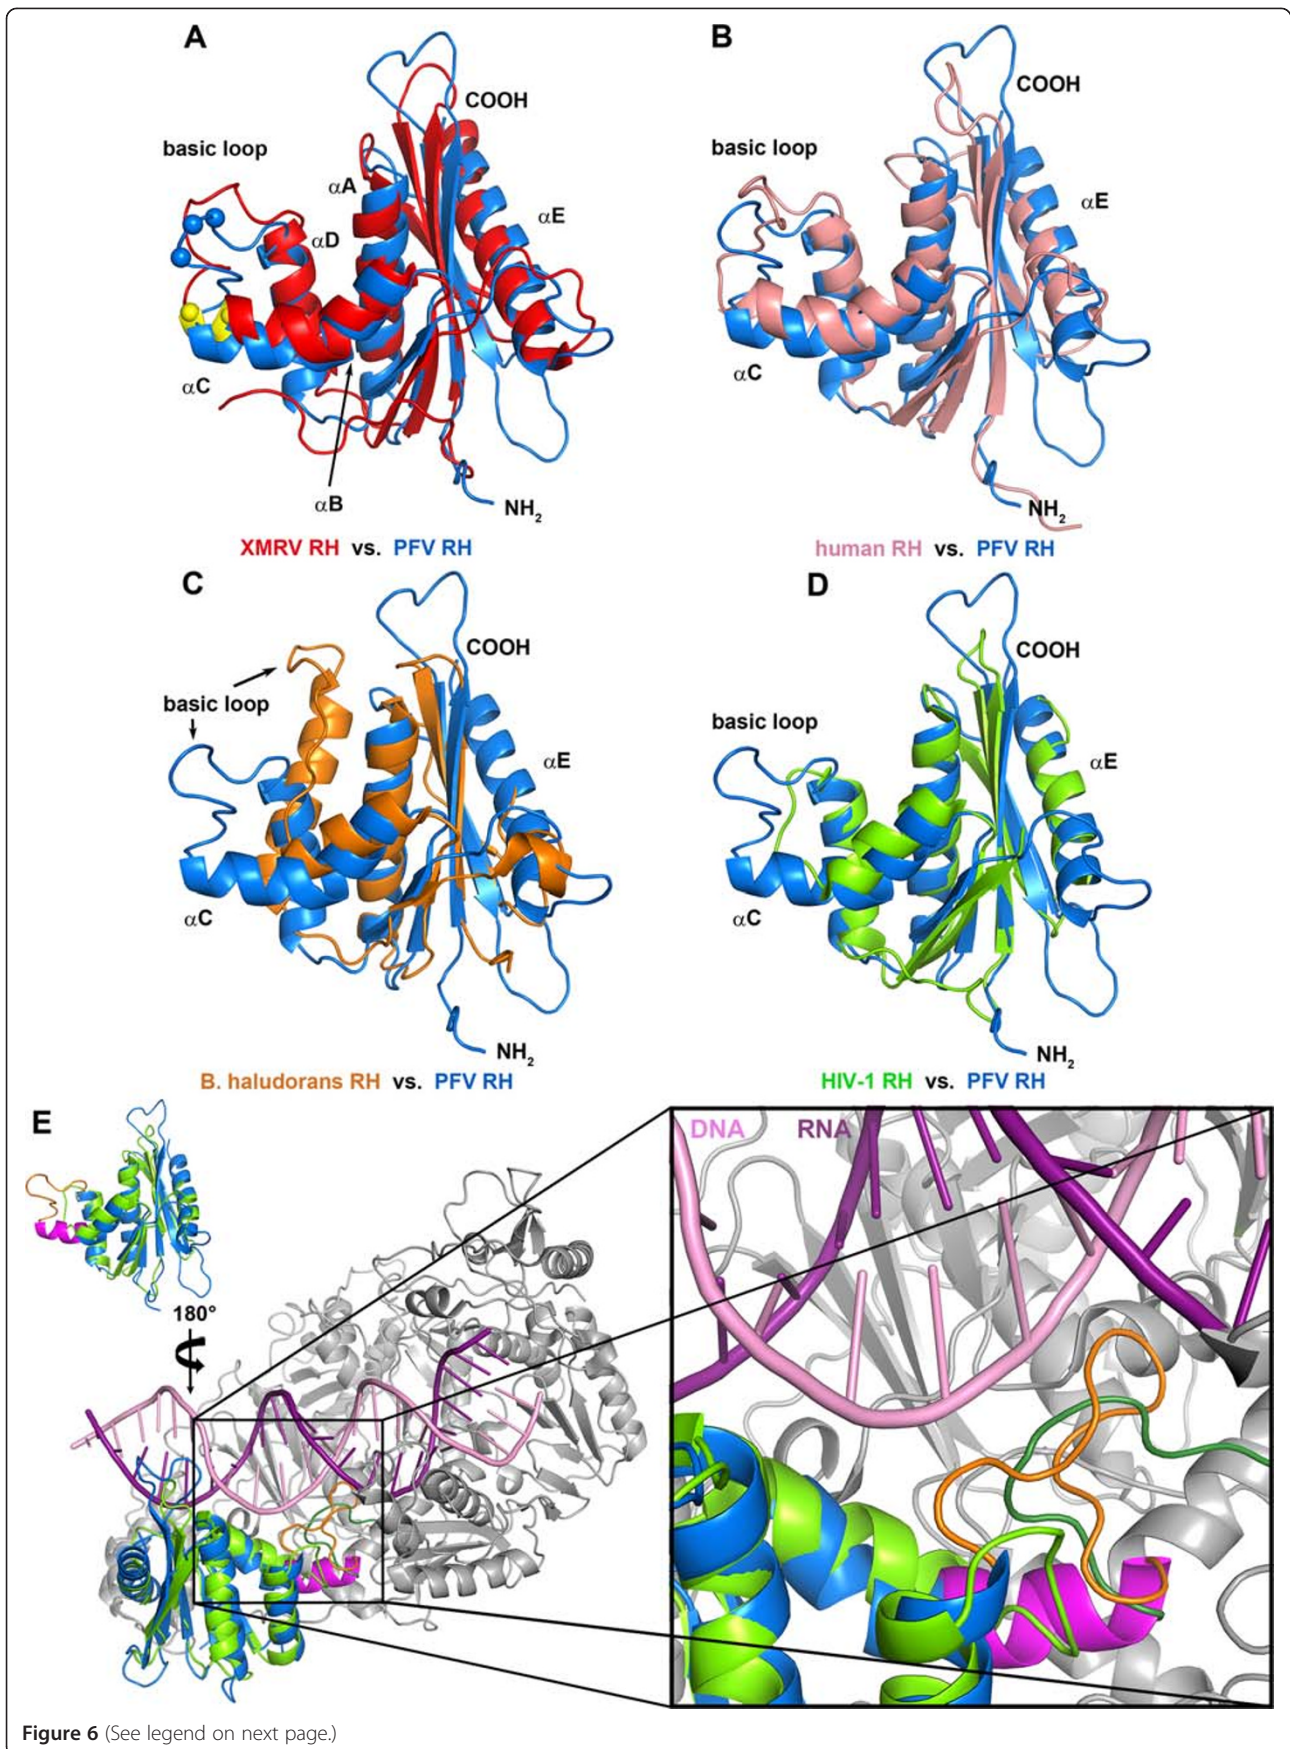 A
COOH
basic loop
αA
αD
αE
αC
αB
NH2
XMRV RH vs. PFV RH
B
COOH
basic loop
αE
αC
NH2
human RH vs. PFV RH
C
COOH
basic loop
αE
αC
NH2
B. haludorans RH vs. PFV RH
D
COOH
basic loop
αE
αC
NH2
HIV-1 RH vs. PFV RH
E
180°
DNA RNA
Figure 6 (See legend on next page.)